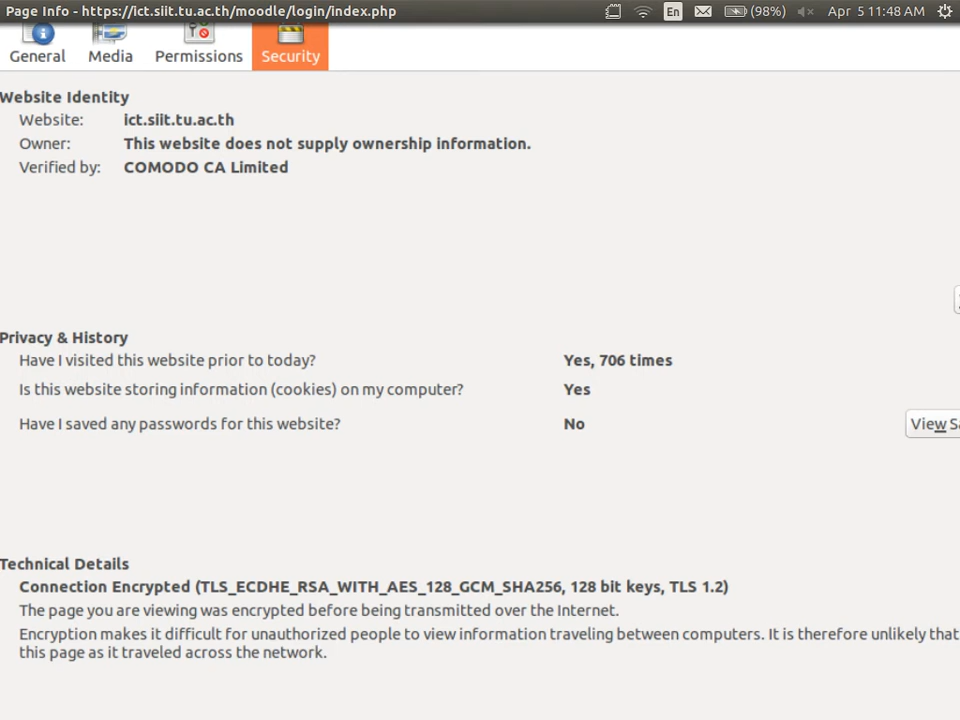 Page Info - https://ict.siit.tu.ac.th/moodle/login/index.php En (98%) Apr 5 11:48 AM
General Media Permissions Security
Website Identity
Website: ict.siit.tu.ac.th
Owner: This website does not supply ownership information.
Verified by: COMODO CA Limited
Privacy & History
Have I visited this website prior to today? Yes, 706 times
Is this website storing information (cookies) on my computer? Yes
Have I saved any passwords for this website? No View Sa
Technical Details
Connection Encrypted (TLS_ECDHE_RSA_WITH_AES_128_GCM_SHA256, 128 bit keys, TLS 1.2)
The page you are viewing was encrypted before being transmitted over the Internet.
Encryption makes it difficult for unauthorized people to view information traveling between computers. It is therefore unlikely that
this page as it traveled across the network.